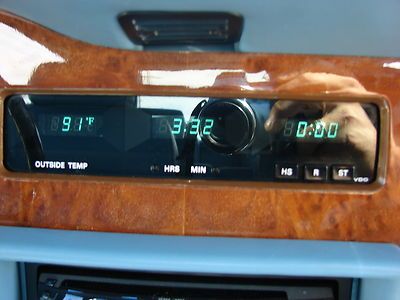 91°F 3:32 0:00
OUTSIDE TEMP HRS MIN HS R ST
VDO